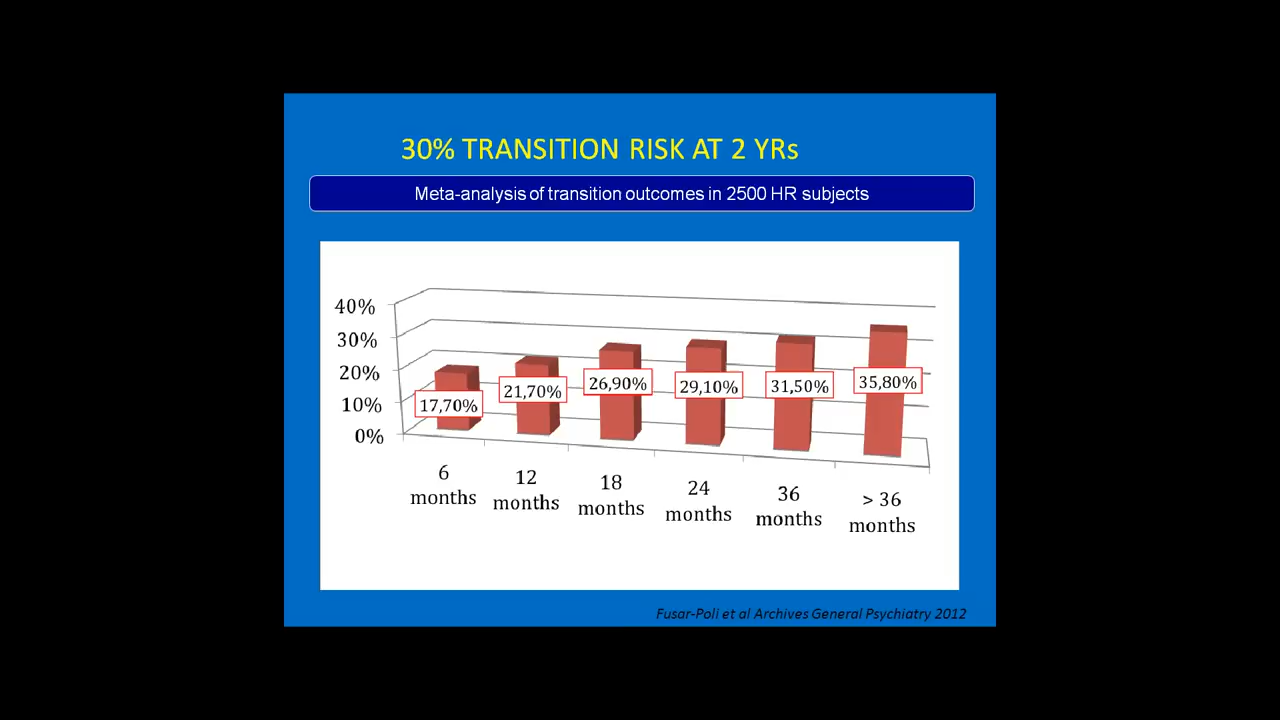 30% TRANSITION RISK AT 2 YRs
Meta-analysis of transition outcomes in 2500 HR subjects
40%
30%
20%
10%
0%
17,70%
21,70%
26,90%
29,10%
31,50%
35,80%
6 months
12 months
18 months
24 months
36 months
> 36 months
Fusar-Poli et al Archives General Psychiatry 2012